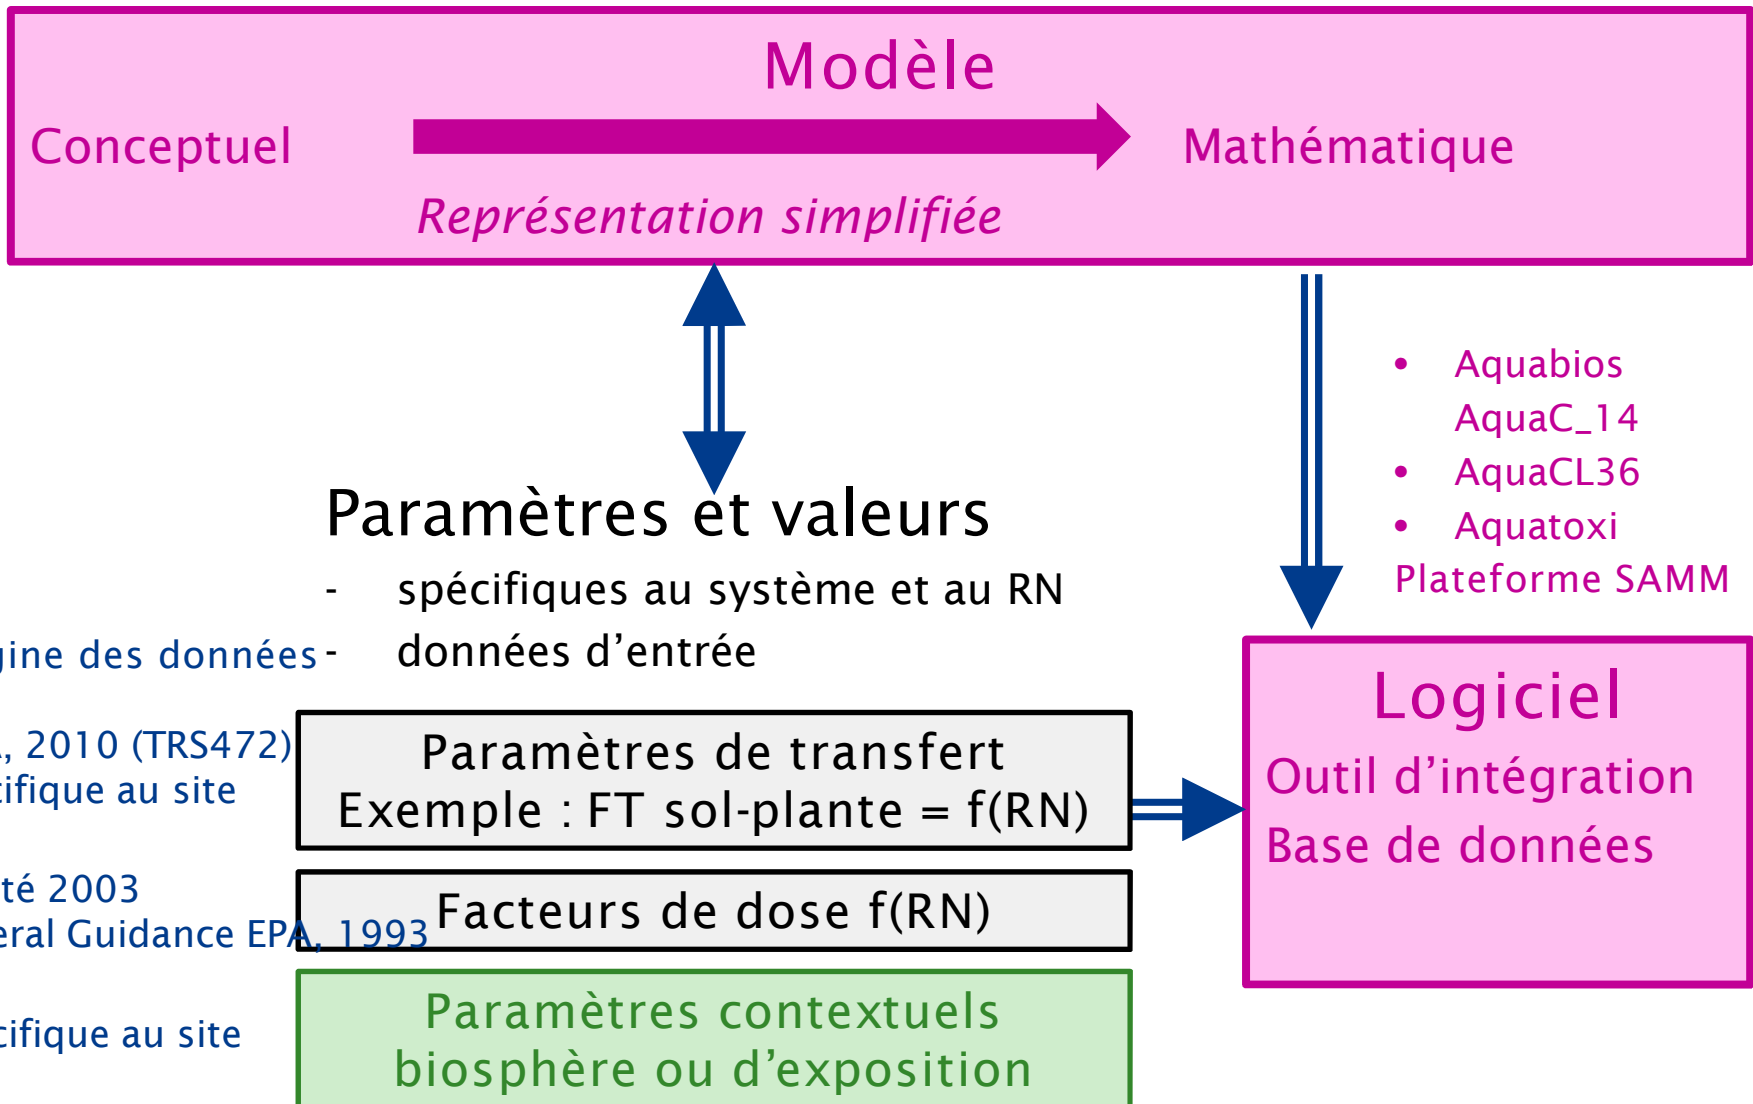 Modèle
Conceptuel
Mathématique
Représentation simplifiée
• Aquabios
AquaC_14
• AquaCL36
• Aquatoxi
Plateforme SAMM
Paramètres et valeurs
- spécifiques au système et au RN
- données d’entrée
gine des données
, 2010 (TRS472)
cifique au site
Paramètres de transfert
Exemple : FT sol-plante = f(RN)
té 2003
eral Guidance EPA, 1993
Facteurs de dose f(RN)
cifique au site
Paramètres contextuels
biosphère ou d’exposition
Logiciel
Outil d’intégration
Base de données